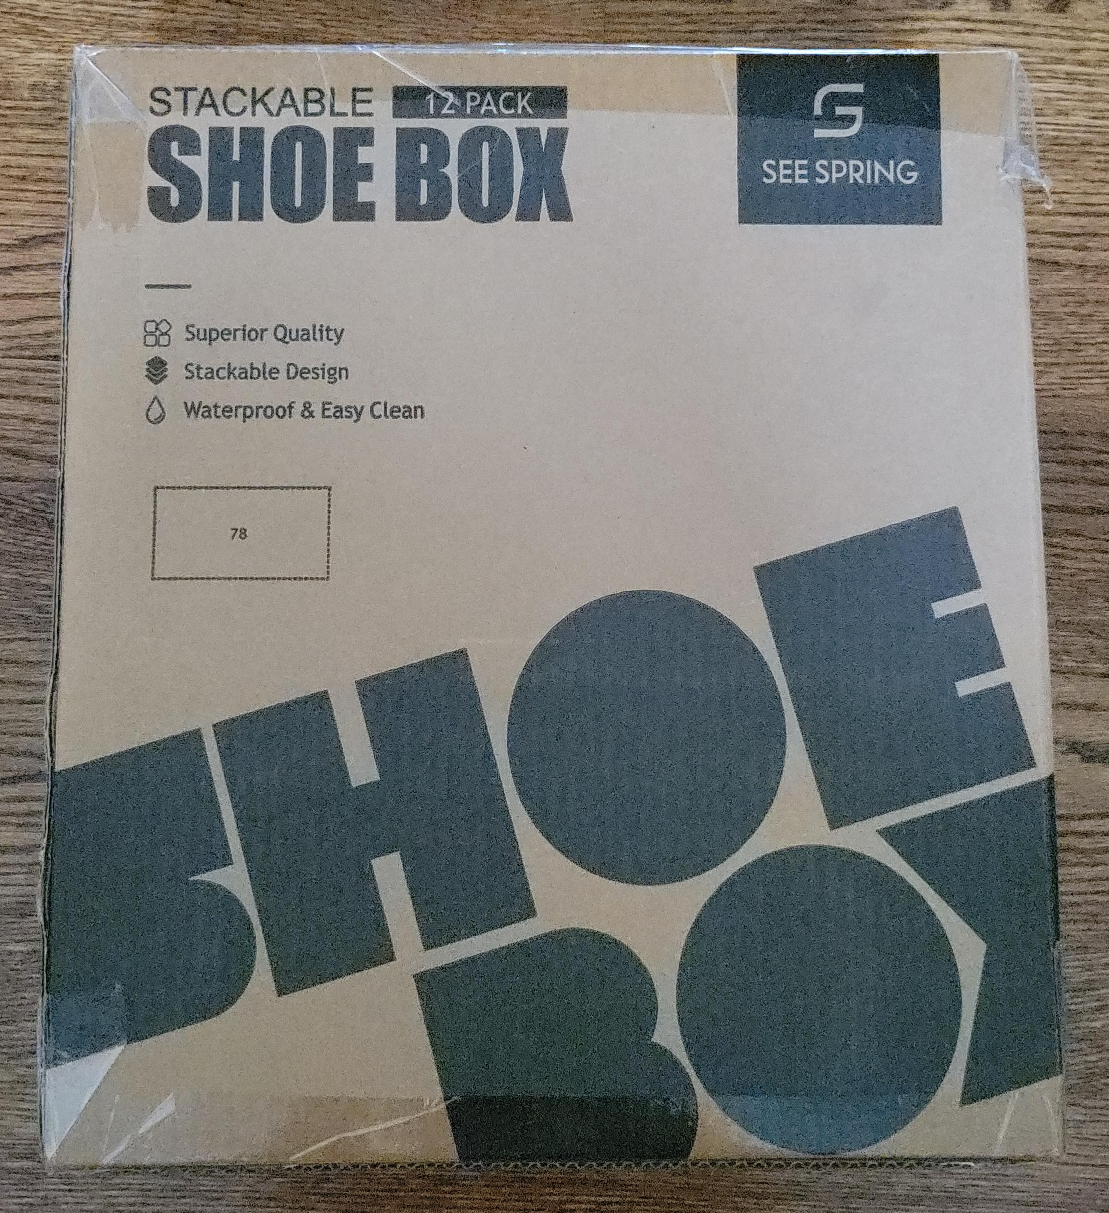 STACKABLE 12 PACK
SHOE BOX
SEE SPRING
Superior Quality
Stackable Design
Waterproof & Easy Clean
78
SHOE
BOX